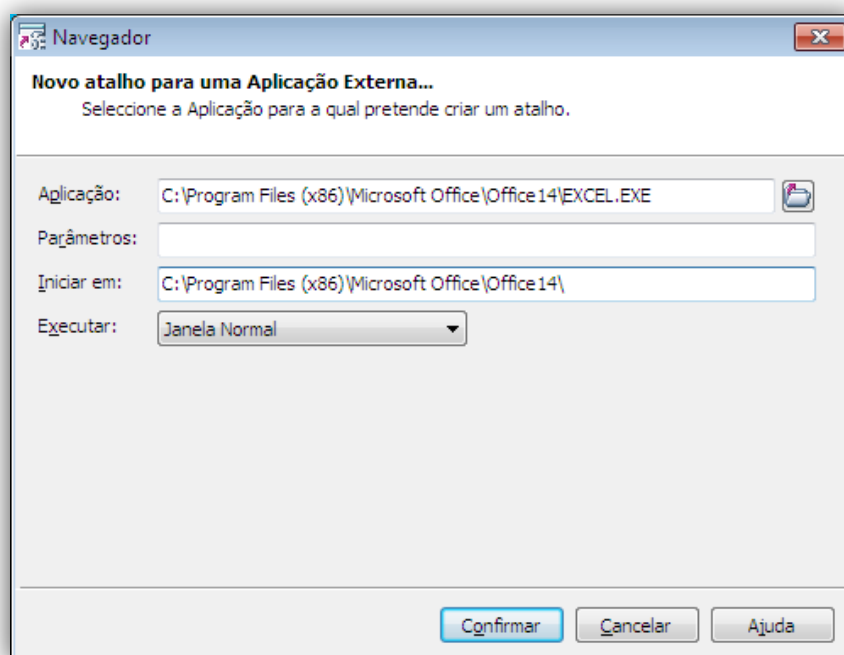 Navegador
Novo atalho para uma Aplicação Externa...
Seleccione a Aplicação para a qual pretende criar um atalho.
Aplicação: C:\Program Files (x86)\Microsoft Office\Office14\EXCEL.EXE
Parâmetros:
Iniciar em: C:\Program Files (x86)\Microsoft Office\Office14\
Executar: Janela Normal
Confirmar Cancelar Ajuda